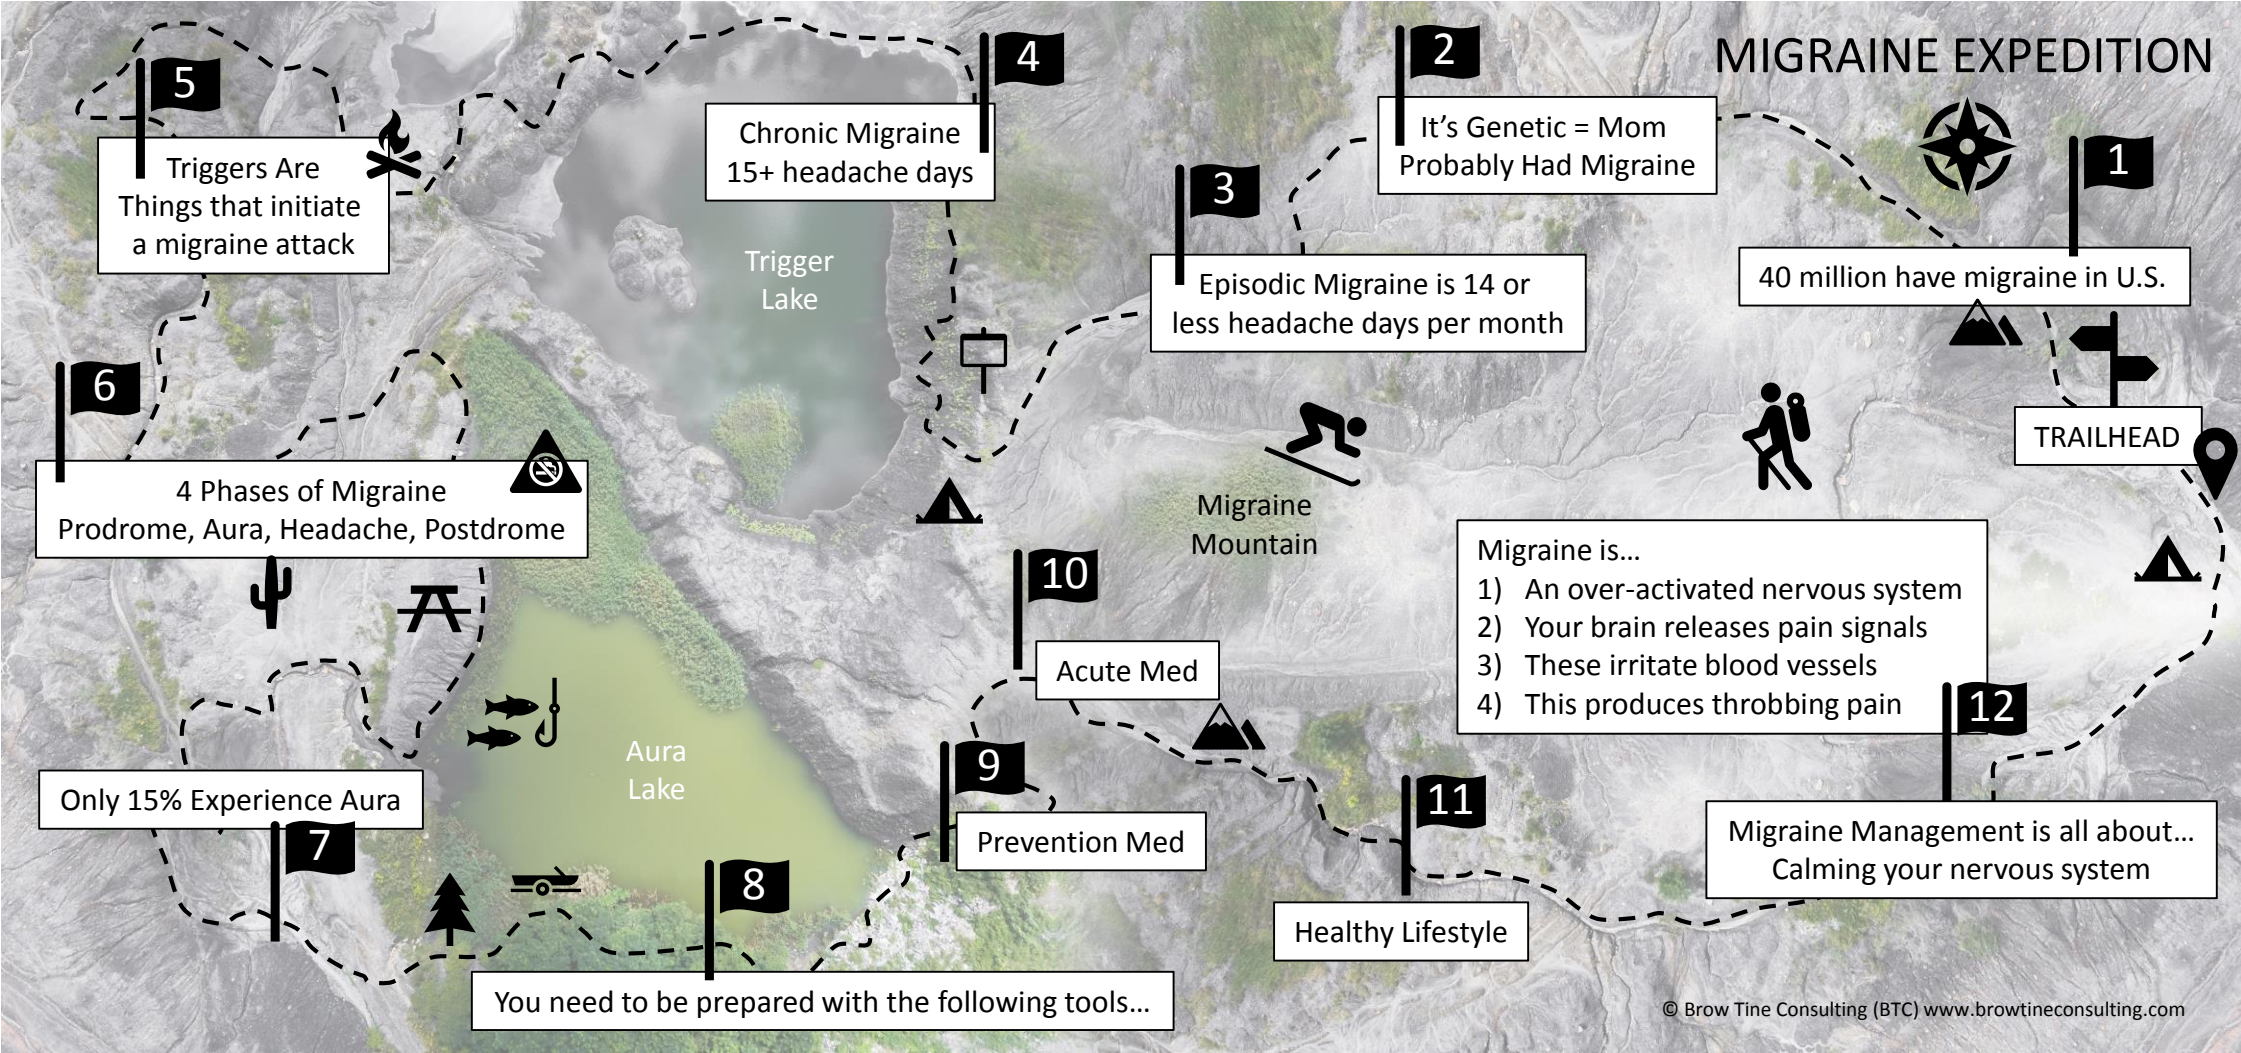 MIGRAINE EXPEDITION
1
40 million have migraine in U.S.
TRAILHEAD
2
It’s Genetic = Mom
Probably Had Migraine
3
Episodic Migraine is 14 or
less headache days per month
4
Chronic Migraine
15+ headache days
Trigger
Lake
5
Triggers Are
Things that initiate
a migraine attack
6
4 Phases of Migraine
Prodrome, Aura, Headache, Postdrome
Only 15% Experience Aura
7
Aura
Lake
8
You need to be prepared with the following tools…
9
Prevention Med
10
Acute Med
Migraine
Mountain
11
Healthy Lifestyle
Migraine is…
1) An over-activated nervous system
2) Your brain releases pain signals
3) These irritate blood vessels
4) This produces throbbing pain
12
Migraine Management is all about…
Calming your nervous system
© Brow Tine Consulting (BTC) www.browtineconsulting.com